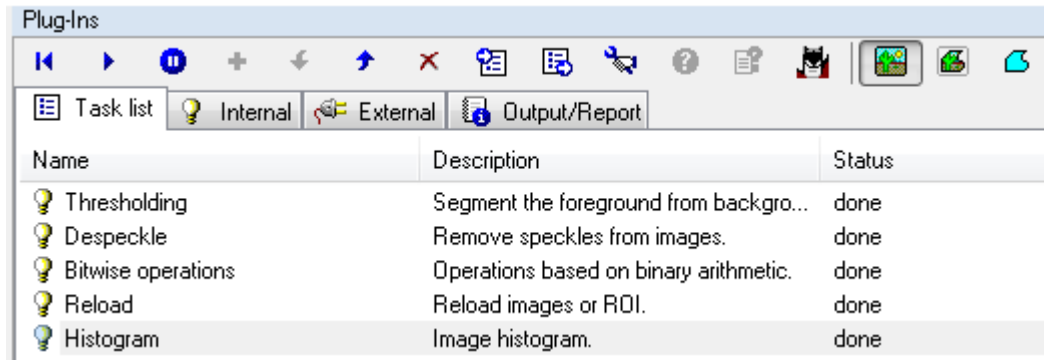 Plug-Ins
Task list Internal External Output/Report
Name Description Status
Thresholding Segment the foreground from backgro... done
Despeckle Remove speckles from images. done
Bitwise operations Operations based on binary arithmetic. done
Reload Reload images or ROI. done
Histogram Image histogram. done